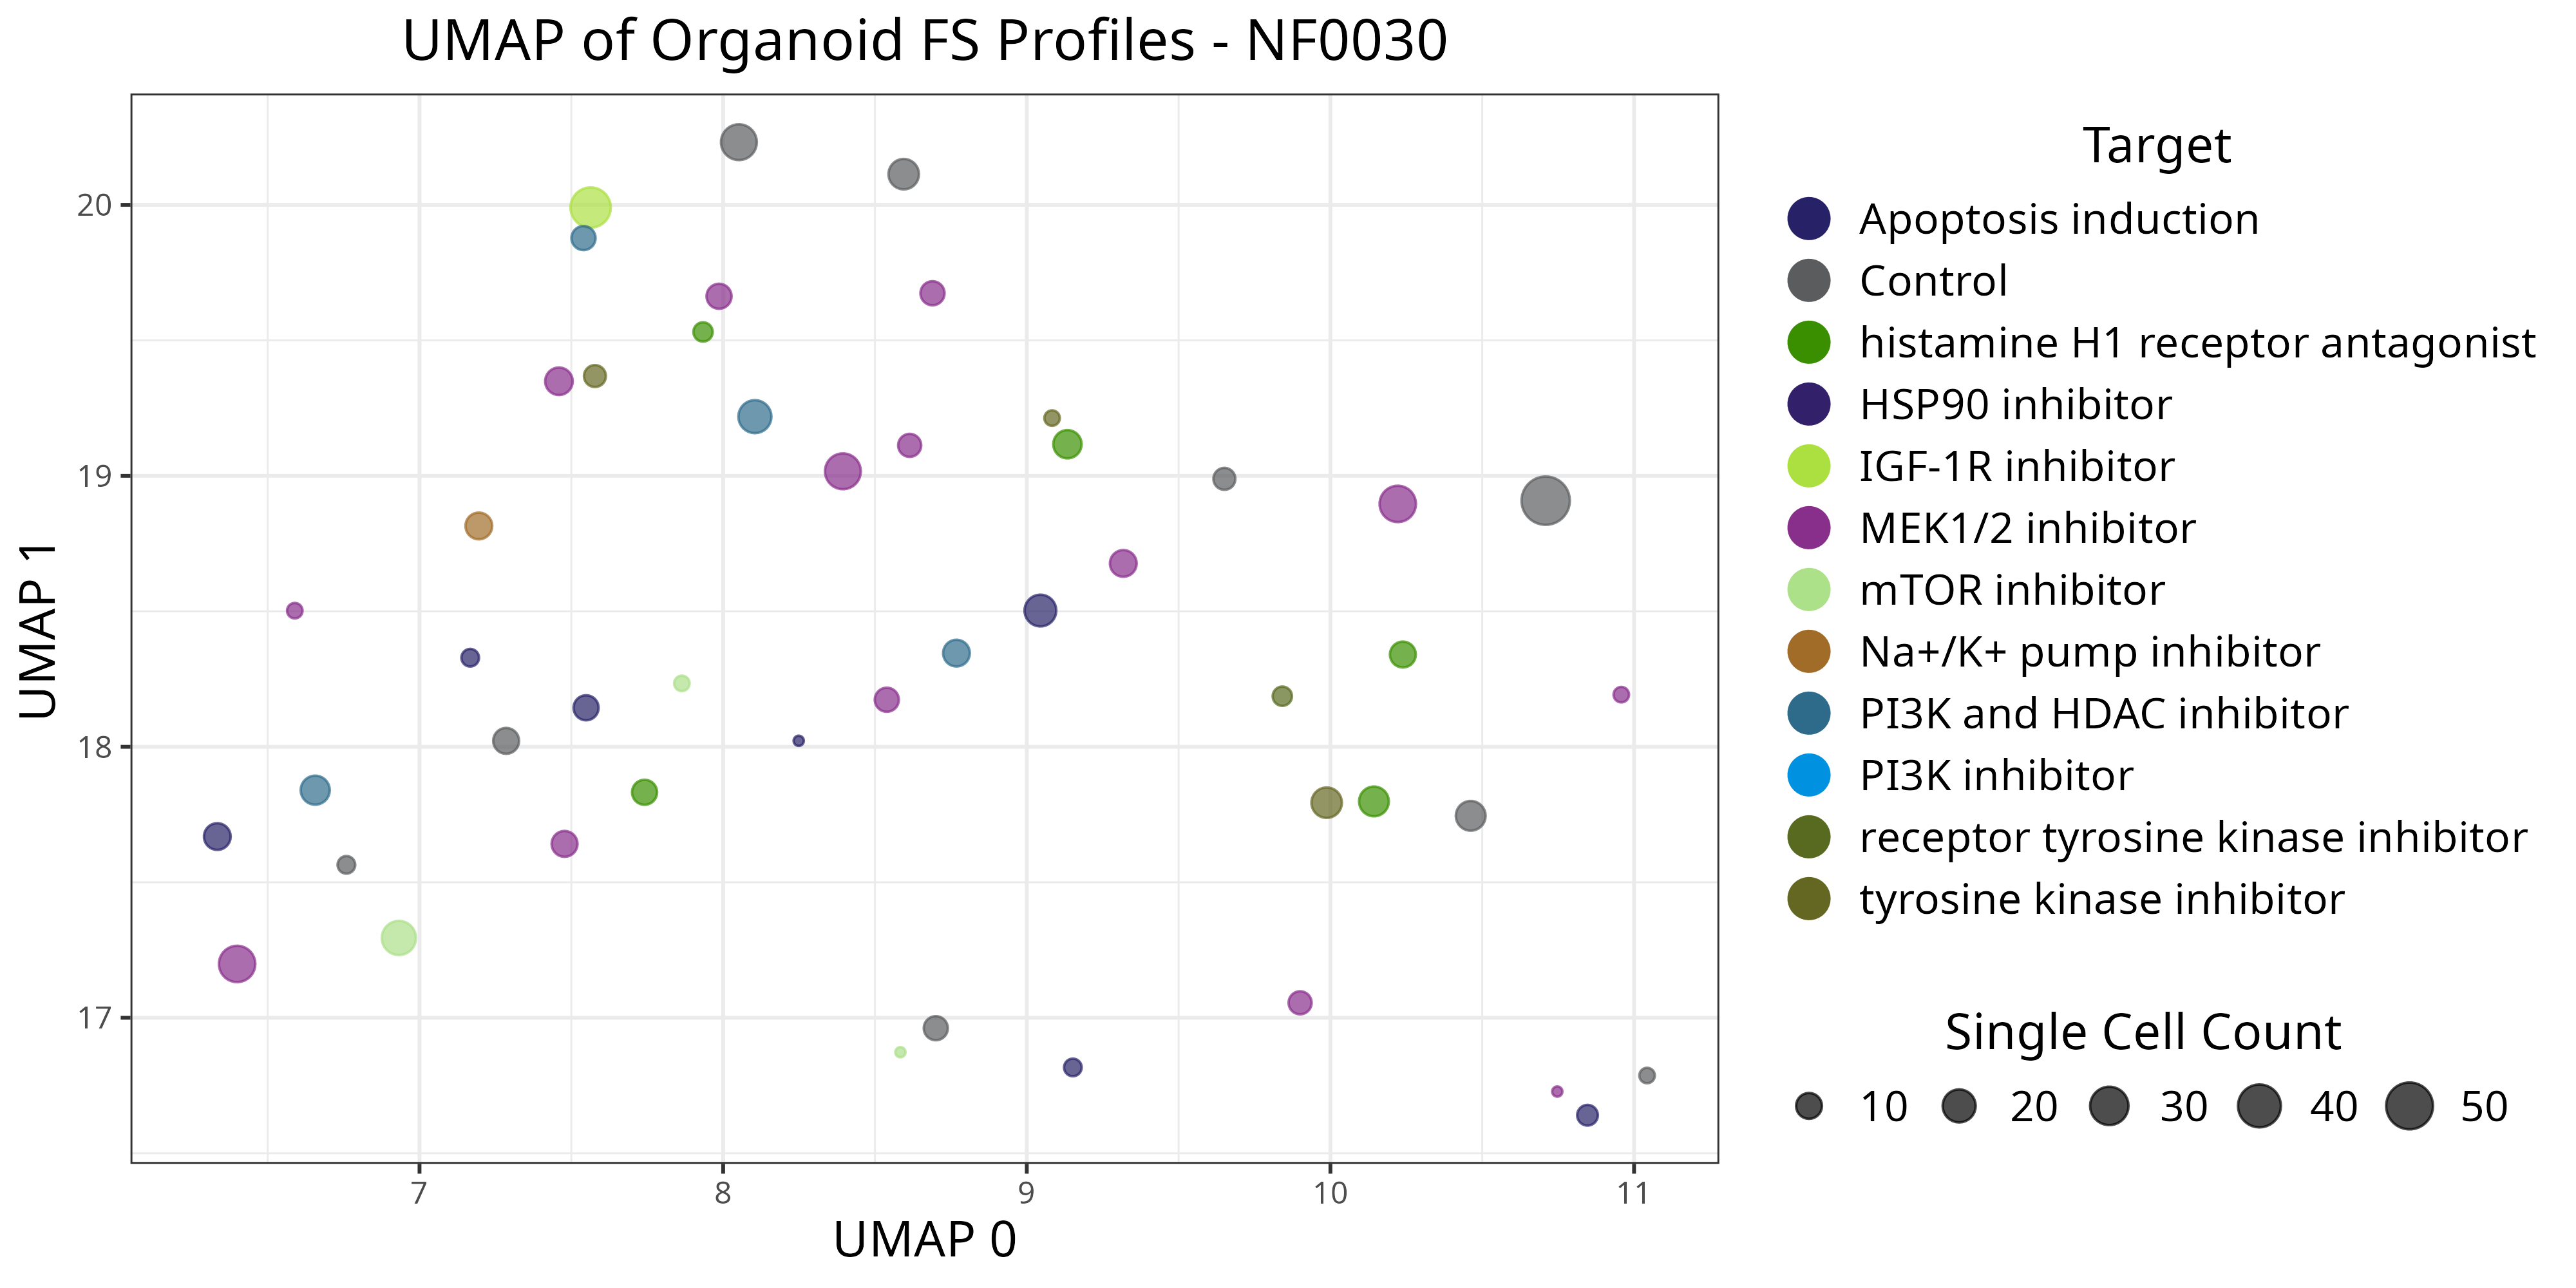 UMAP of Organoid FS Profiles - NF0030
UMAP 1
20
19
18
17
7 8 9 10 11
UMAP 0
Target
Apoptosis induction
Control
histamine H1 receptor antagonist
HSP90 inhibitor
IGF-1R inhibitor
MEK1/2 inhibitor
mTOR inhibitor
Na+/K+ pump inhibitor
PI3K and HDAC inhibitor
PI3K inhibitor
receptor tyrosine kinase inhibitor
tyrosine kinase inhibitor
Single Cell Count
10 20 30 40 50